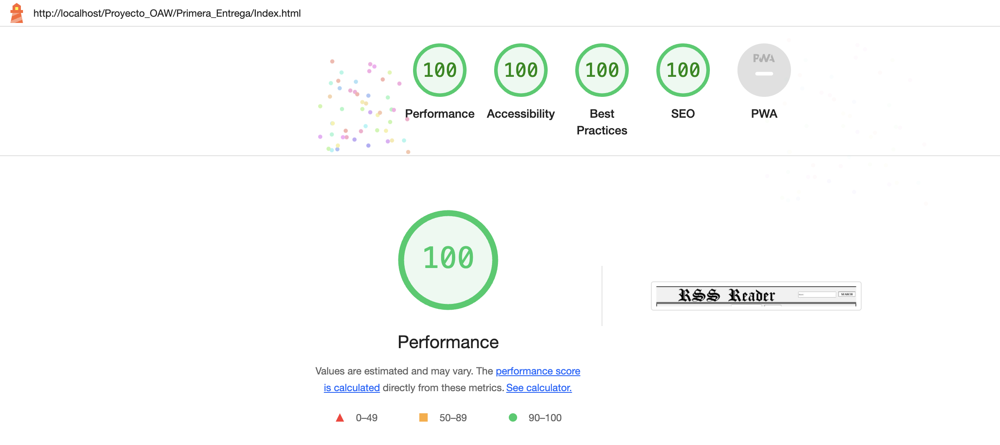 http://localhost/Proyecto_OAW/Primera_Entrega/Index.html
100 100 100 100 PWA
Performance Accessibility Best Practices SEO PWA
100
RSS Reader
SEARCH
Performance
Values are estimated and may vary. The performance score
is calculated directly from these metrics. See calculator.
0–49 50–89 90–100